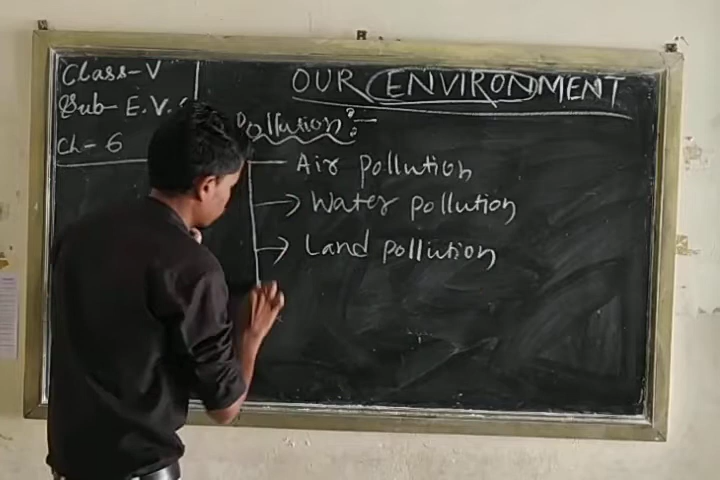 Class-V
Sub- E.V.
Ch- 6
OUR ENVIRONMENT
Pollution :-
Air pollution
Water pollution
Land pollution